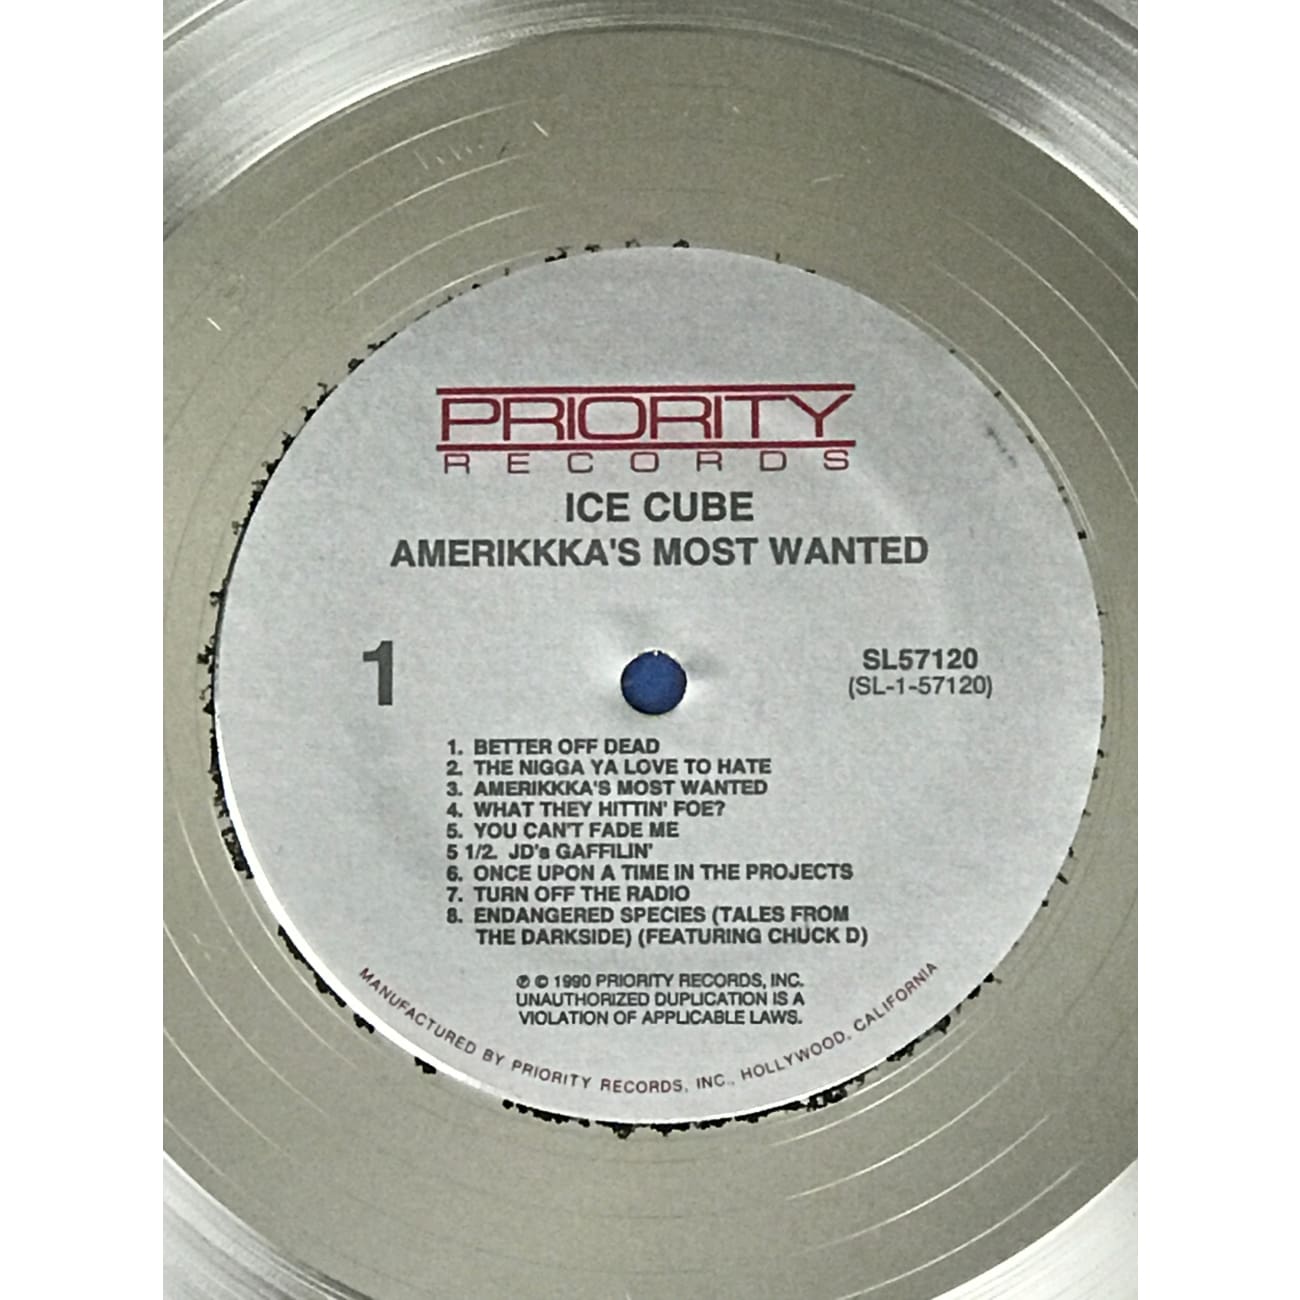 PRIORITY
RECORDS
ICE CUBE
AMERIKKKA'S MOST WANTED
1
SL57120
(SL-1-57120)
1. BETTER OFF DEAD
2. THE NIGGA YA LOVE TO HATE
3. AMERIKKKA'S MOST WANTED
4. WHAT THEY HITTIN' FOE?
5. YOU CAN'T FADE ME
5 1/2. JD's GAFFILIN'
6. ONCE UPON A TIME IN THE PROJECTS
7. TURN OFF THE RADIO
8. ENDANGERED SPECIES (TALES FROM
THE DARKSIDE) (FEATURING CHUCK D)
℗ © 1990 PRIORITY RECORDS, INC.
UNAUTHORIZED DUPLICATION IS A
VIOLATION OF APPLICABLE LAWS.
MANUFACTURED BY PRIORITY RECORDS, INC., HOLLYWOOD, CALIFORNIA